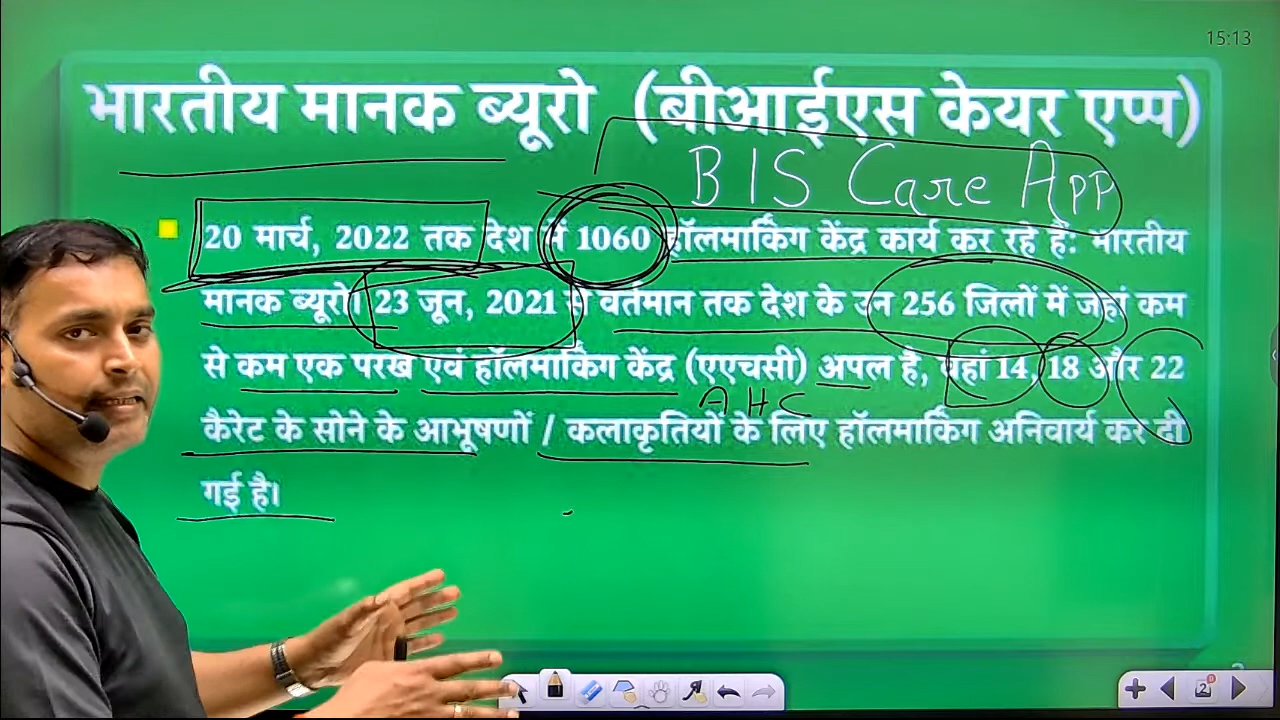 15:13
भारतीय मानक ब्यूरो (बीआईएस केयर एप्प)
BIS Care App
20 मार्च, 2022 तक देश में 1060 हॉलमार्किंग केंद्र कार्य कर रहे हैं: भारतीय
मानक ब्यूरो। 23 जून, 2021 से वर्तमान तक देश के उन 256 जिलों में जहां कम
से कम एक परख एवं हॉलमार्किंग केंद्र (एएचसी) अपल है, वहां 14, 18 और 22
AHC
कैरेट के सोने के आभूषणों / कलाकृतियों के लिए हॉलमार्किंग अनिवार्य कर दी
गई है।
2